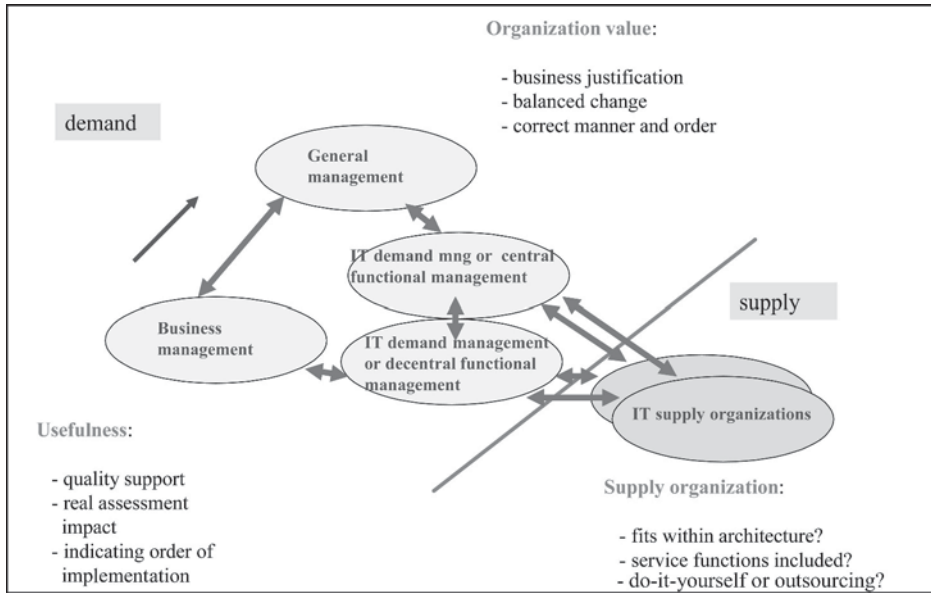 Organization value:
- business justification
- balanced change
- correct manner and order
demand
General
management
IT demand mng or central
functional management
supply
Business
management
IT demand management
or decentral functional
management
IT supply organizations
Usefulness:
- quality support
- real assessment
impact
- indicating order of
implementation
Supply organization:
- fits within architecture?
- service functions included?
- do-it-yourself or outsourcing?